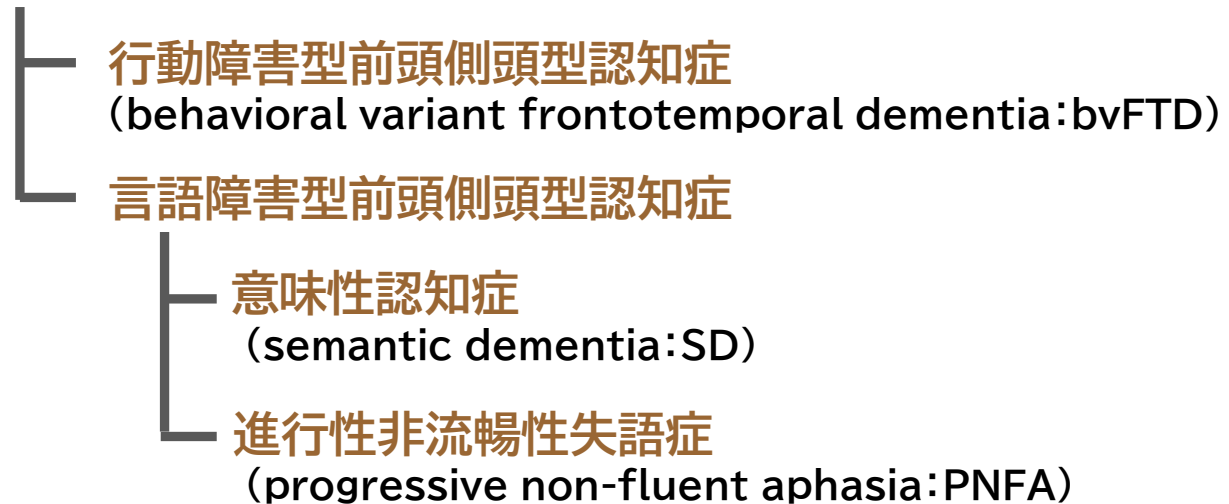 行動障害型前頭側頭型認知症
（behavioral variant frontotemporal dementia：bvFTD）
言語障害型前頭側頭型認知症
意味性認知症
（semantic dementia：SD）
進行性非流暢性失語症
（progressive non-fluent aphasia：PNFA）